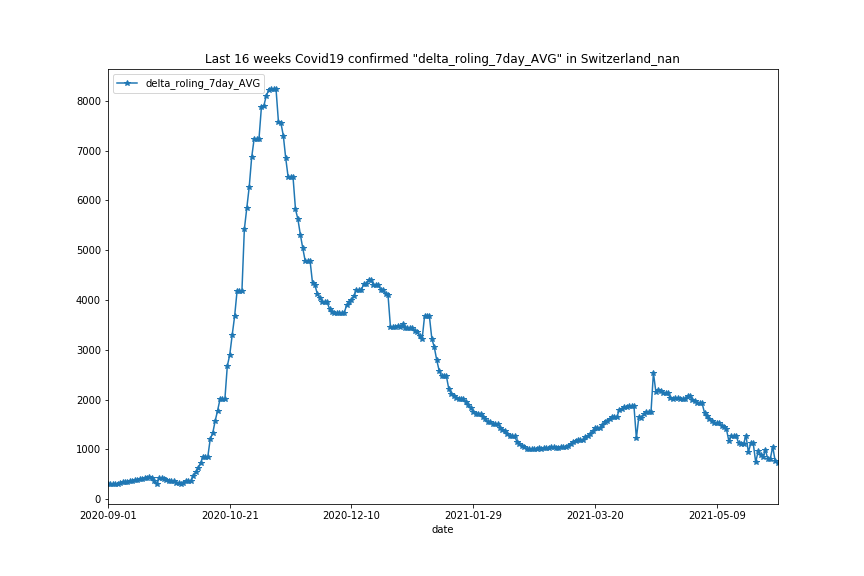 Last 16 weeks Covid19 confirmed "delta_roling_7day_AVG" in Switzerland_nan
delta_roling_7day_AVG
8000
7000
6000
5000
4000
3000
2000
1000
0
2020-09-01 2020-10-21 2020-12-10 2021-01-29 2021-03-20 2021-05-09
date